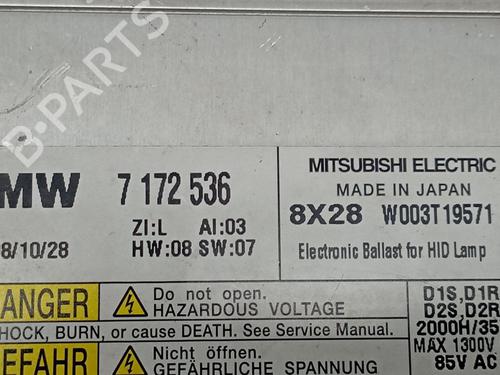 B-PARTS
MW 7 172 536
ZI:L AI:03
8/10/28 HW:08 SW:07
MITSUBISHI ELECTRIC
MADE IN JAPAN
8X28 W003T19571
Electronic Ballast for HID Lamp
ANGER Do not open.
HAZARDOUS VOLTAGE
HOCK, BURN, or cause DEATH. See Service Manual.
EFAHR Nicht öffnen.
GEFÄHRLICHE SPANNUNG
D1S,D1R
D2S,D2R
2000H/35
MAX 1300V
85V AC